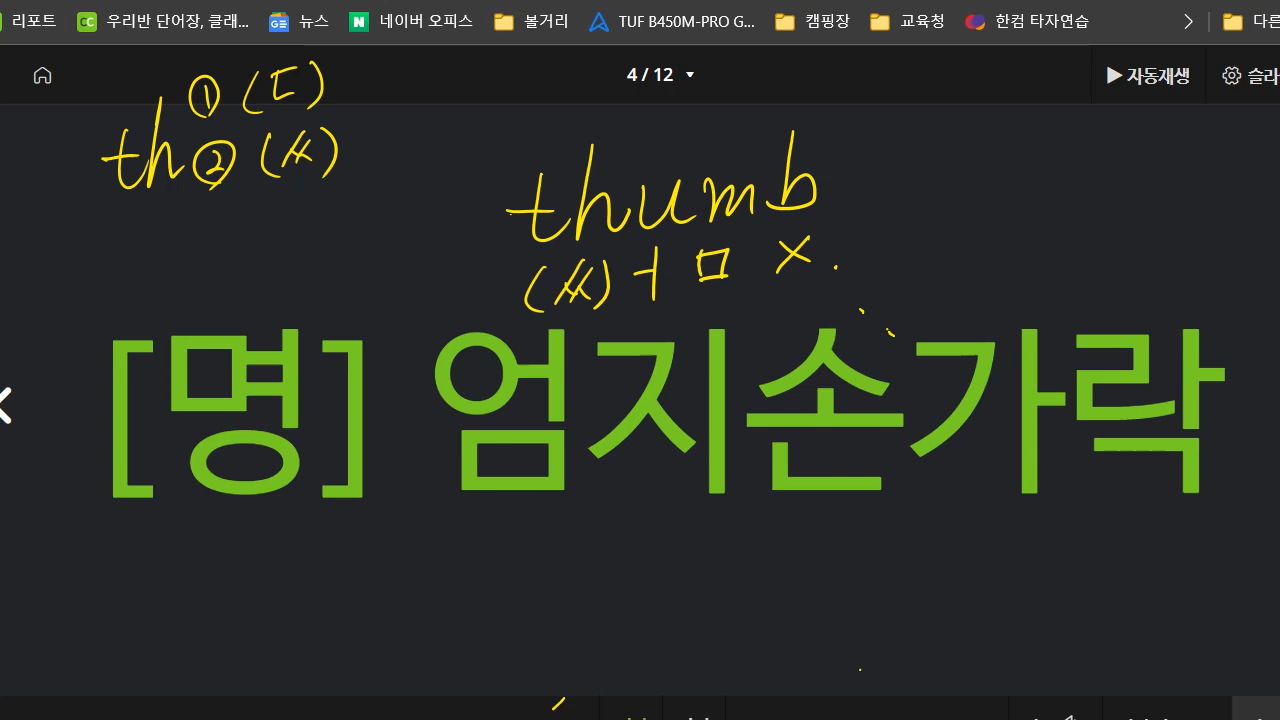 리포트 우리반 단어장, 클래... 뉴스 네이버 오피스 볼거리 TUF B450M-PRO G... 캠핑장 교육청 한컴 타자연습 다른
4 / 12 자동재생 슬라
① (ㄷ)
th ② (ㅆ)
thumb
(ㅆ) ㅓ ㅁ ×
[명] 엄지손가락